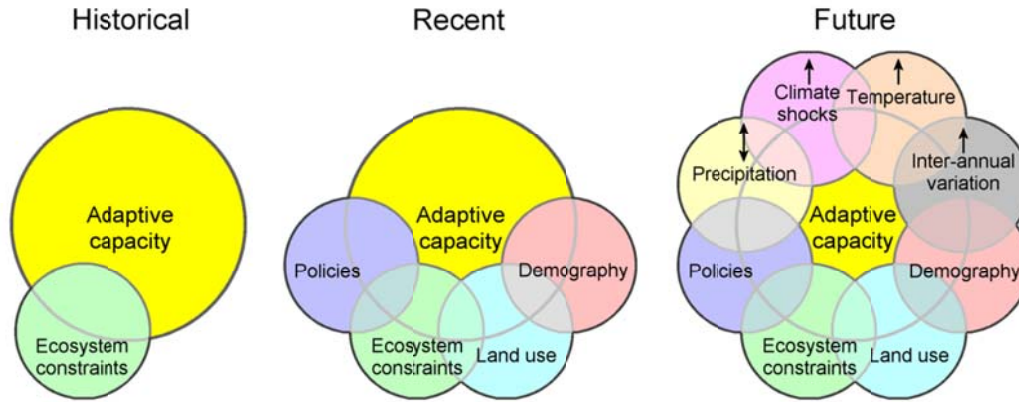 Historical
Adaptive
capacity
Ecosystem
constraints
Recent
Adaptive
capacity
Policies
Demography
Ecosystem
constraints
Land use
Future
Climate
shocks
Temperature
Precipitation
Inter-annual
variation
Adaptive
capacity
Policies
Demography
Ecosystem
constraints
Land use